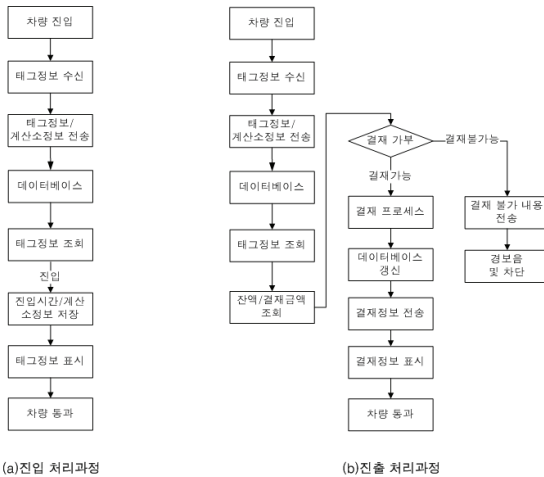 차량 진입
태그정보 수신
태그정보/
계산소정보 전송
데이터베이스
태그정보 조회
진입
진입시간/계산
소정보 저장
태그정보 표시
차량 통과
(a)진입 처리과정
차량 진입
태그정보 수신
태그정보/
계산소정보 전송
데이터베이스
태그정보 조회
잔액/결재금액
조회
결재 가부
결재가능
결재 프로세스
데이터베이스
갱신
결재정보 전송
결재정보 표시
차량 통과
결재불가능
결재 불가 내용
전송
경보음
및 차단
(b)진출 처리과정